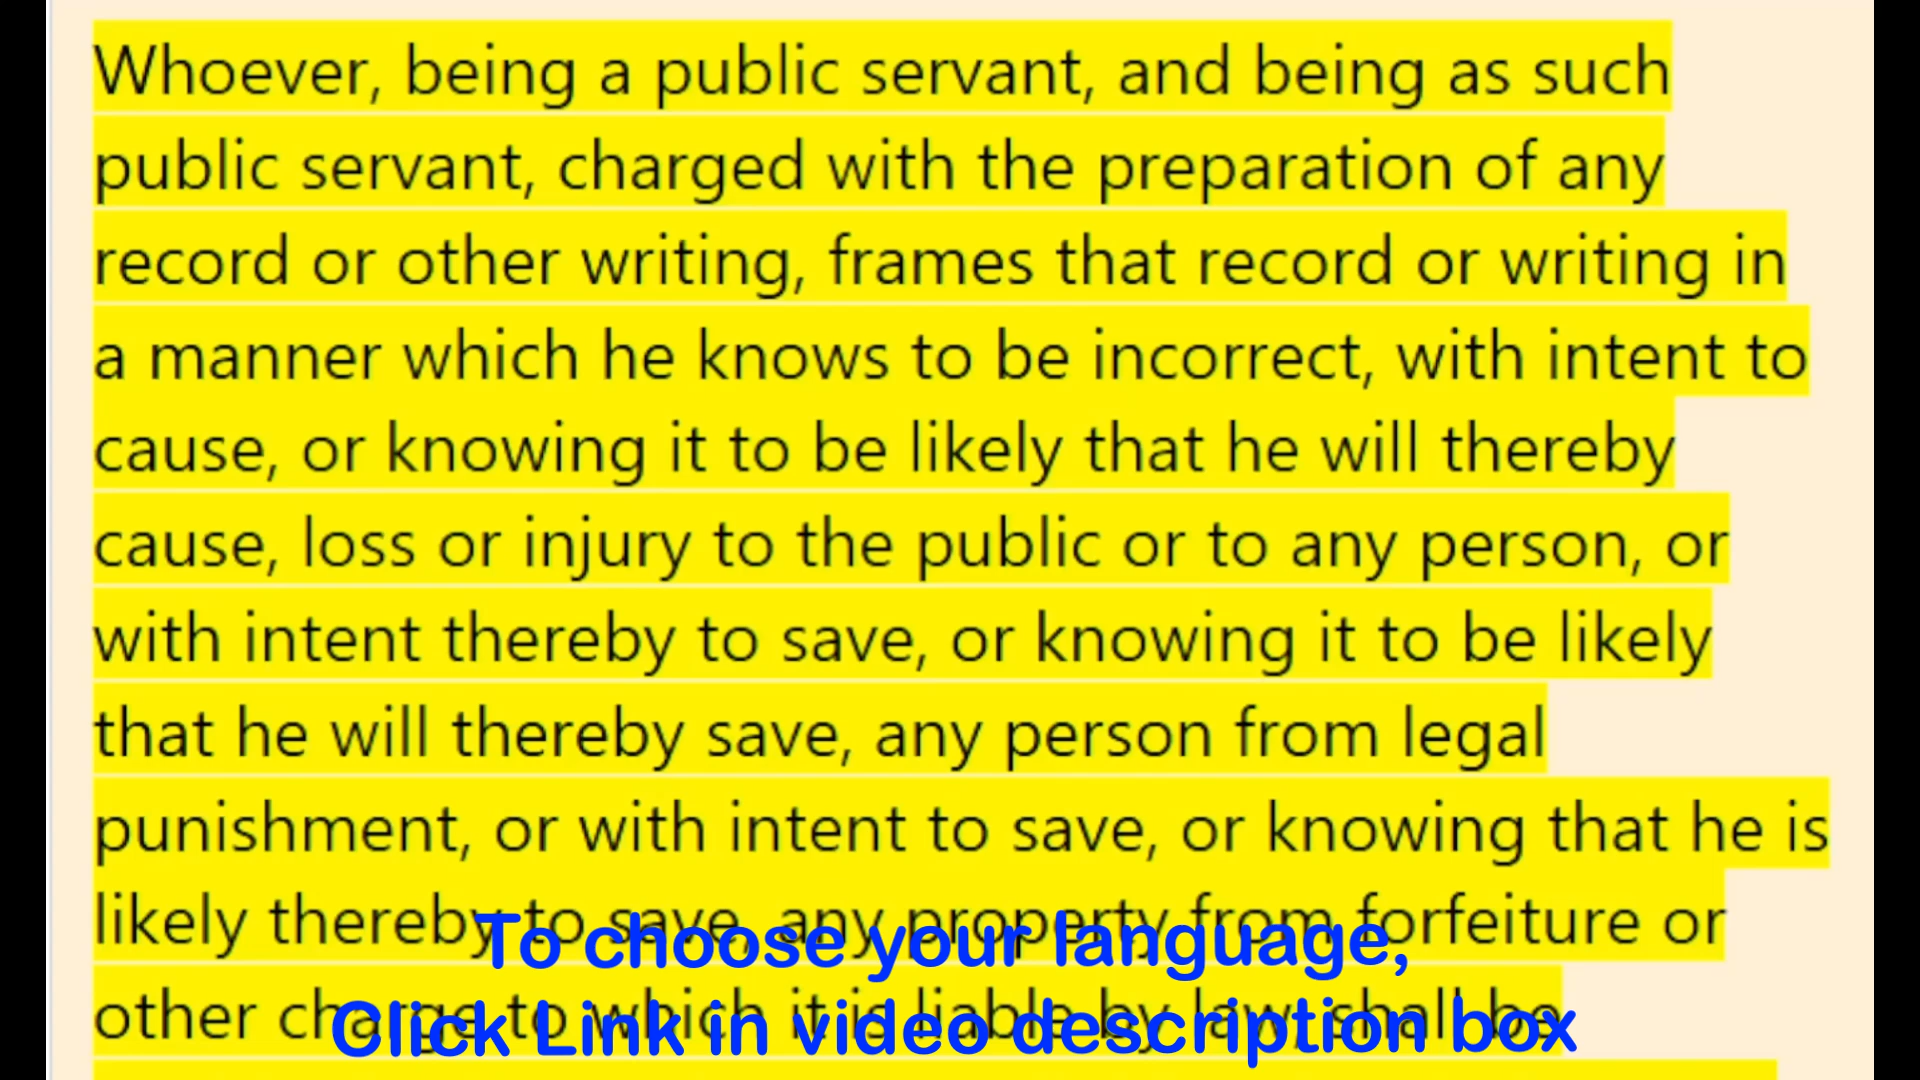 Whoever, being a public servant, and being as such
public servant, charged with the preparation of any
record or other writing, frames that record or writing in
a manner which he knows to be incorrect, with intent to
cause, or knowing it to be likely that he will thereby
cause, loss or injury to the public or to any person, or
with intent thereby to save, or knowing it to be likely
that he will thereby save, any person from legal
punishment, or with intent to save, or knowing that he is
likely thereby to save, any property from forfeiture or
other charge to which it is liable by law, shall be
To choose your language,
Click Link in video description box